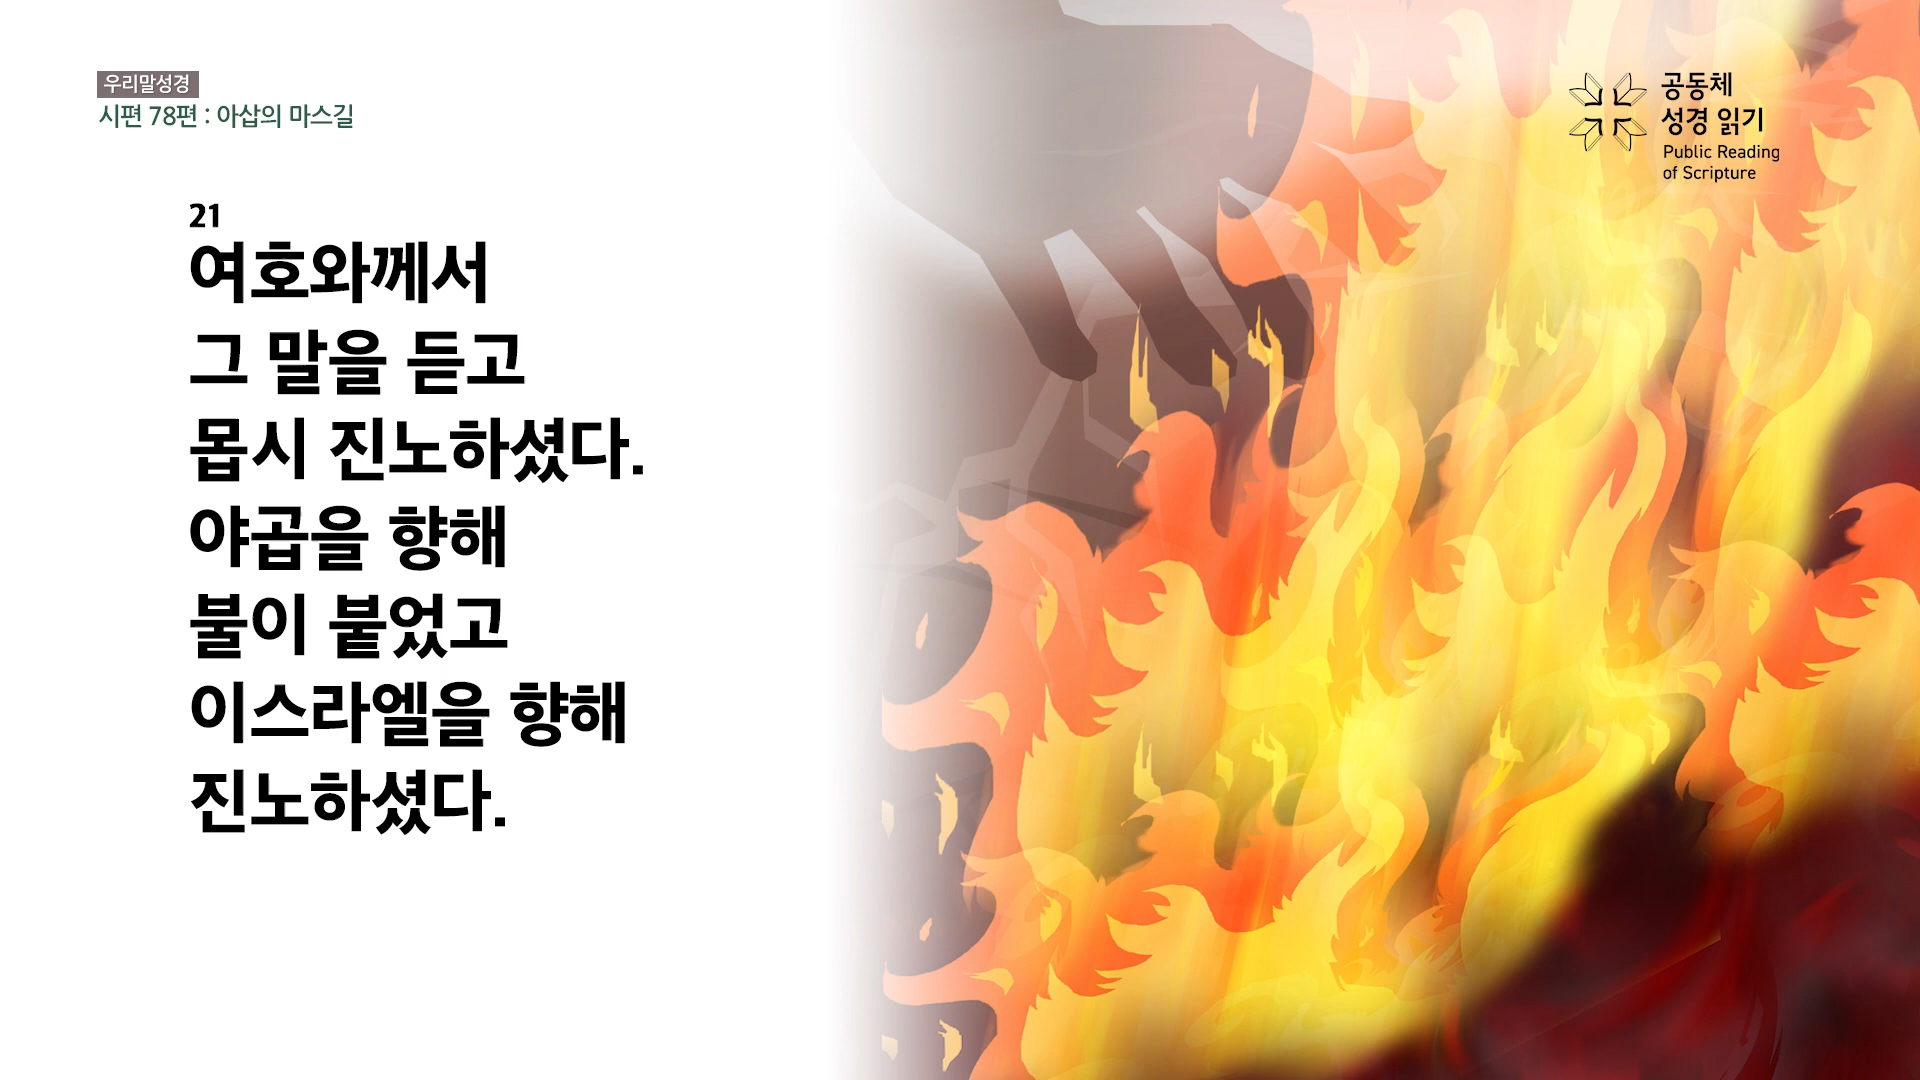 우리말성경
시편 78편 : 아삽의 마스길
공동체
성경 읽기
Public Reading
of Scripture
21
여호와께서
그 말을 듣고
몹시 진노하셨다.
야곱을 향해
불이 붙었고
이스라엘을 향해
진노하셨다.